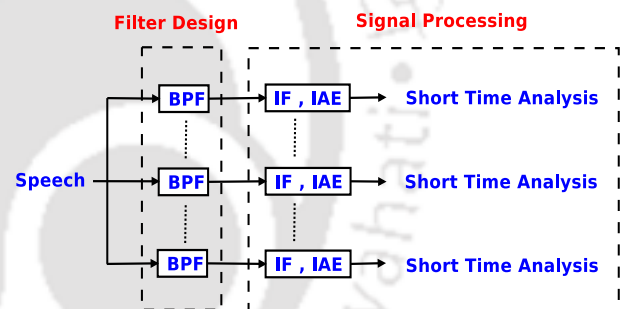 Filter Design
Signal Processing
BPF
IF , IAE
Short Time Analysis
Speech
BPF
IF , IAE
Short Time Analysis
BPF
IF , IAE
Short Time Analysis